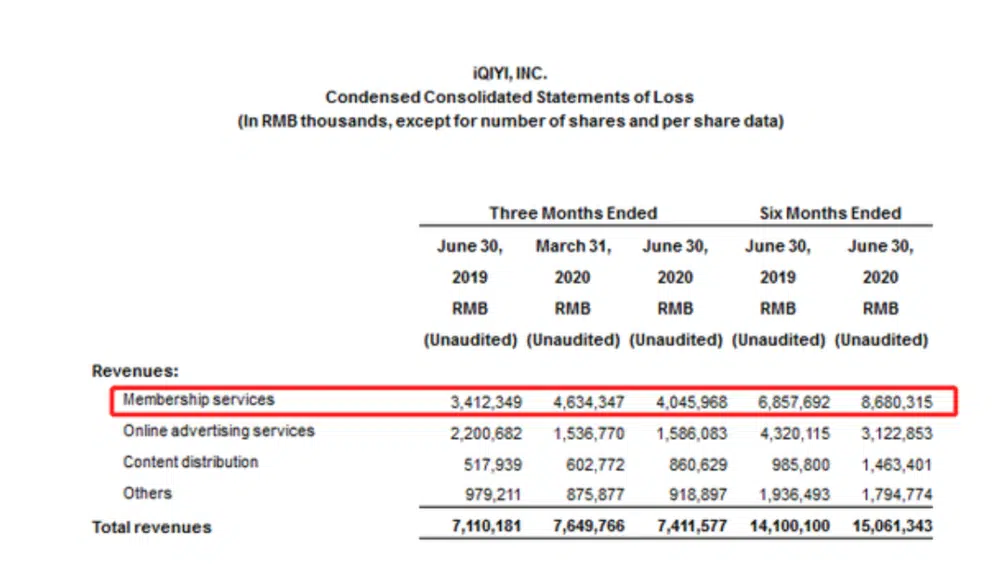 iQIYI, INC.
Condensed Consolidated Statements of Loss
(In RMB thousands, except for number of shares and per share data)
Three Months Ended Six Months Ended
June 30, March 31, June 30, June 30, June 30,
2019 2020 2020 2019 2020
RMB RMB RMB RMB RMB
(Unaudited) (Unaudited) (Unaudited) (Unaudited) (Unaudited)
Revenues:
Membership services 3,412,349 4,634,347 4,045,968 6,857,692 8,680,315
Online advertising services 2,200,682 1,536,770 1,586,083 4,320,115 3,122,853
Content distribution 517,939 602,772 860,629 985,800 1,463,401
Others 979,211 875,877 918,897 1,936,493 1,794,774
Total revenues 7,110,181 7,649,766 7,411,577 14,100,100 15,061,343